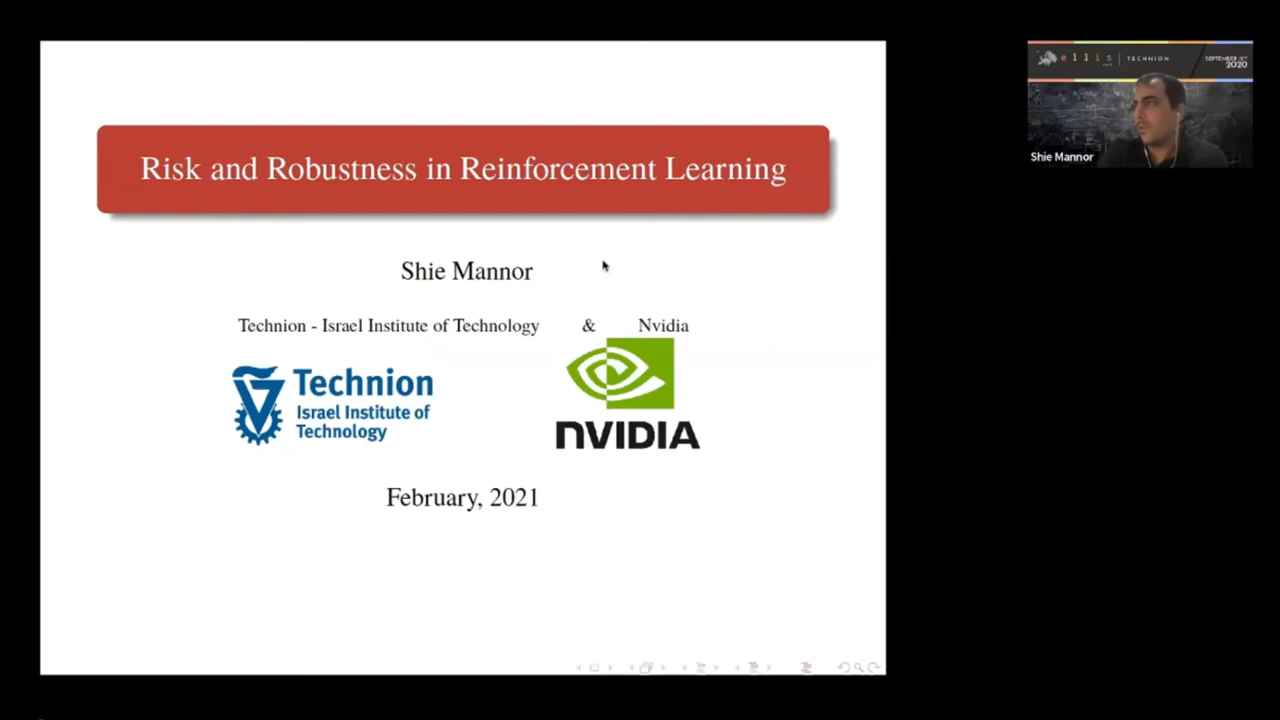 Risk and Robustness in Reinforcement Learning
Shie Mannor
Technion - Israel Institute of Technology & Nvidia
Technion
Israel Institute of
Technology
NVIDIA
February, 2021
ellis | TECHNION
2020
Shie Mannor